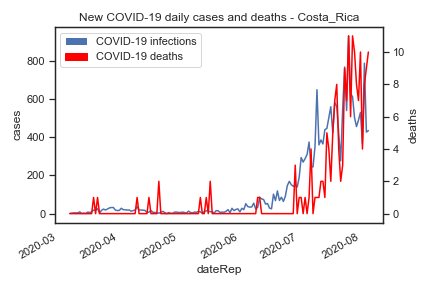 New COVID-19 daily cases and deaths - Costa_Rica
COVID-19 infections
COVID-19 deaths
cases
800
600
400
200
0
deaths
10
8
6
4
2
0
2020-03
2020-04
2020-05
2020-06
2020-07
2020-08
dateRep